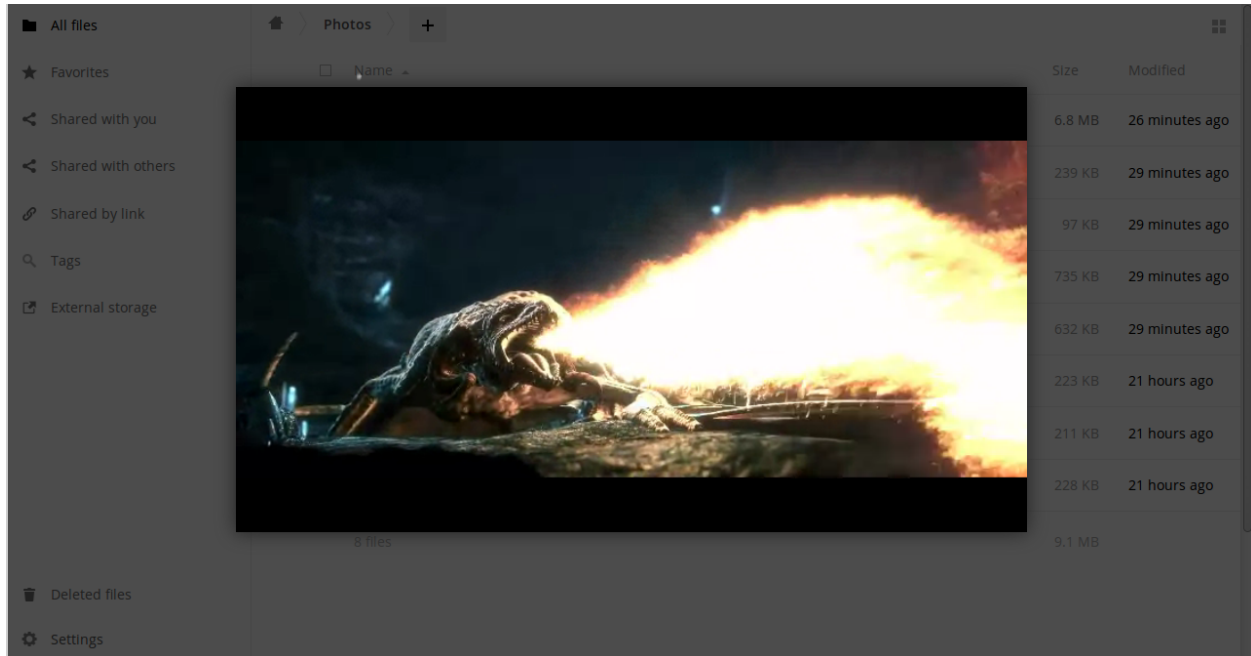 All files
Photos +
Favorites
Name Size Modified
Shared with you
6.8 MB 26 minutes ago
Shared with others
239 KB 29 minutes ago
Shared by link
97 KB 29 minutes ago
Tags
735 KB 29 minutes ago
External storage
632 KB 29 minutes ago
223 KB 21 hours ago
211 KB 21 hours ago
228 KB 21 hours ago
8 files 9.1 MB
Deleted files
Settings